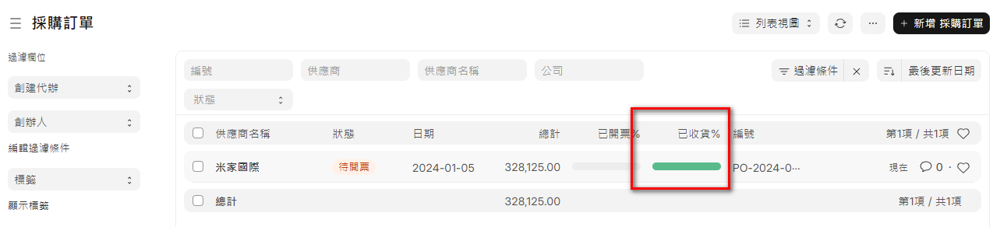 採購訂單
列表視圖
新增 採購訂單
過濾欄位
創建代辦
創辦人
編輯過濾條件
標籤
顯示標籤
編號 供應商 供應商名稱 公司
過濾條件 最後更新日期
狀態
供應商名稱 狀態 日期 總計 已開票% 已收貨% 編號 第1項 / 共1項
米家國際 待開票 2024-01-05 328,125.00 PO-2024-0··· 現在 0 ·
總計 328,125.00 第1項 / 共1項